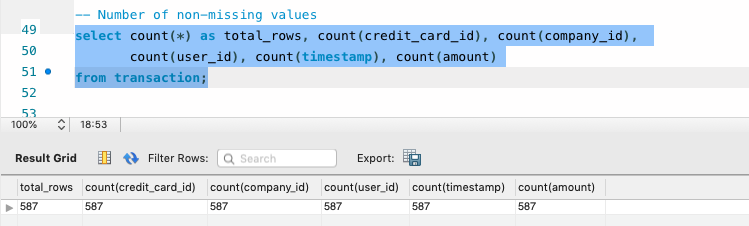 -- Number of non-missing values
49 select count(*) as total_rows, count(credit_card_id), count(company_id),
50 count(user_id), count(timestamp), count(amount)
51 from transaction;
52
53
100% 18:53
Result Grid Filter Rows: Search Export:
total_rows count(credit_card_id) count(company_id) count(user_id) count(timestamp) count(amount)
587 587 587 587 587 587